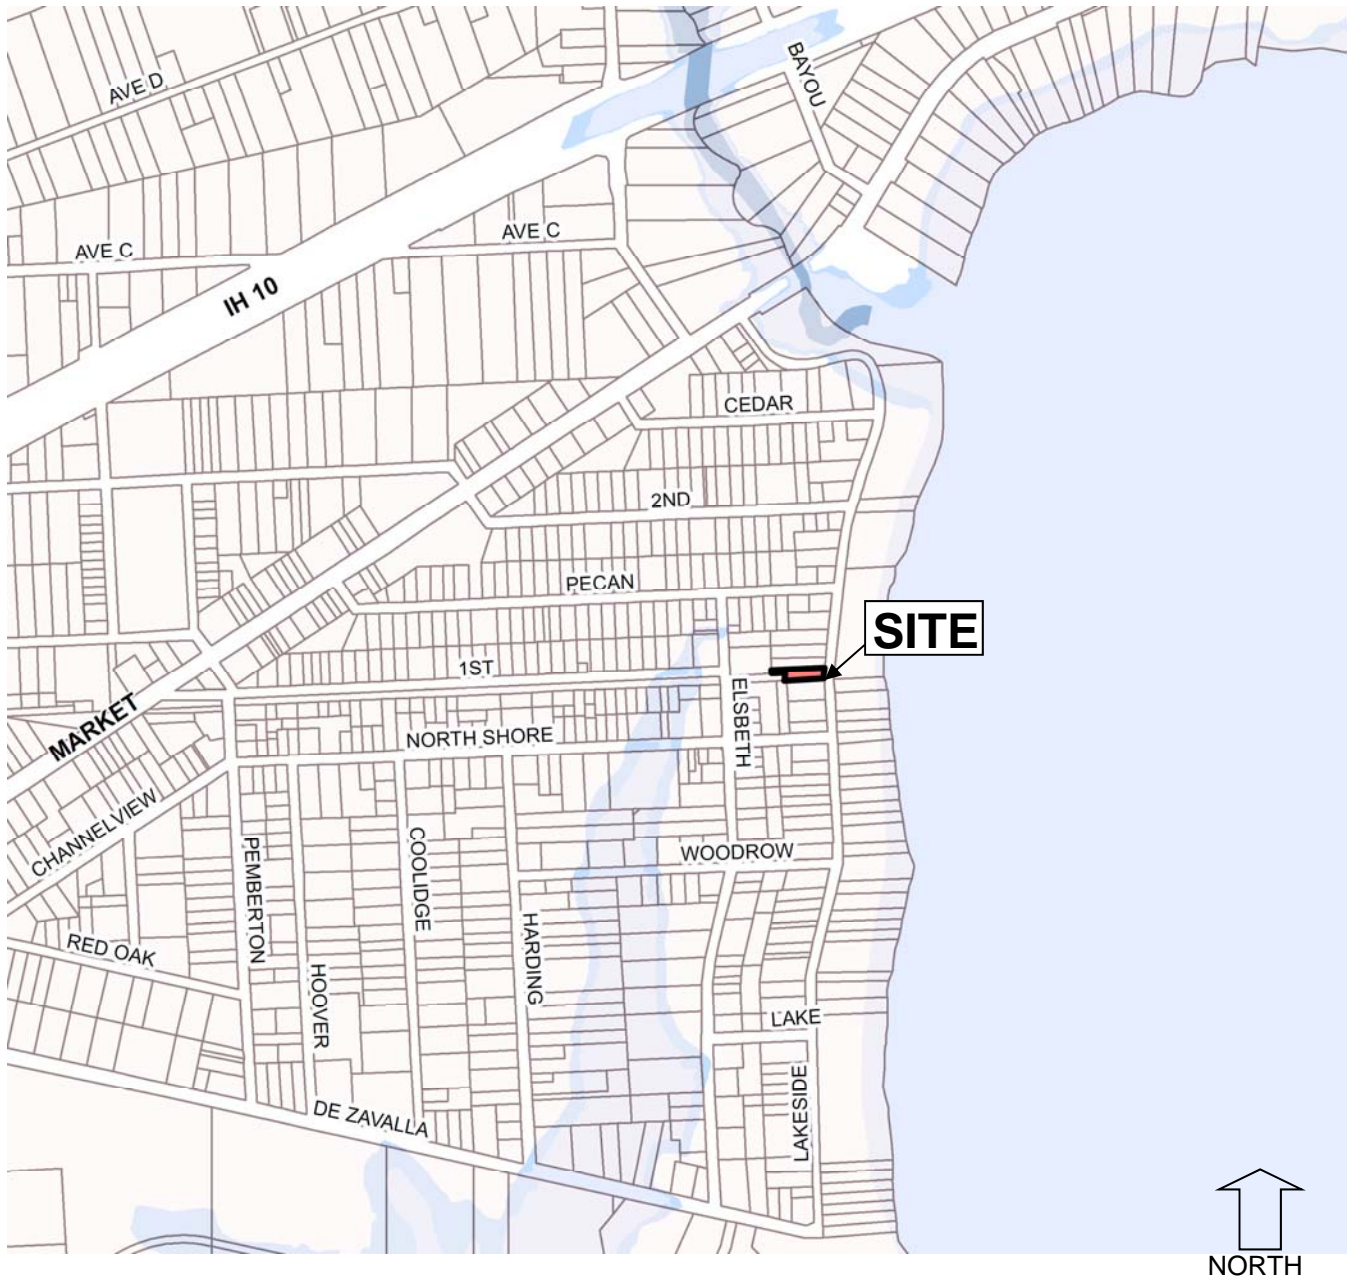 BAYOU
AVE D
AVE C
AVE C
IH 10
CEDAR
2ND
PECAN
SITE
1ST
ELSBETH
MARKET
NORTH SHORE
CHANNELVIEW
PEMBERTON
COOLIDGE
WOODROW
HARDING
RED OAK
HOOVER
LAKE
LAKESIDE
DE ZAVALLA
NORTH